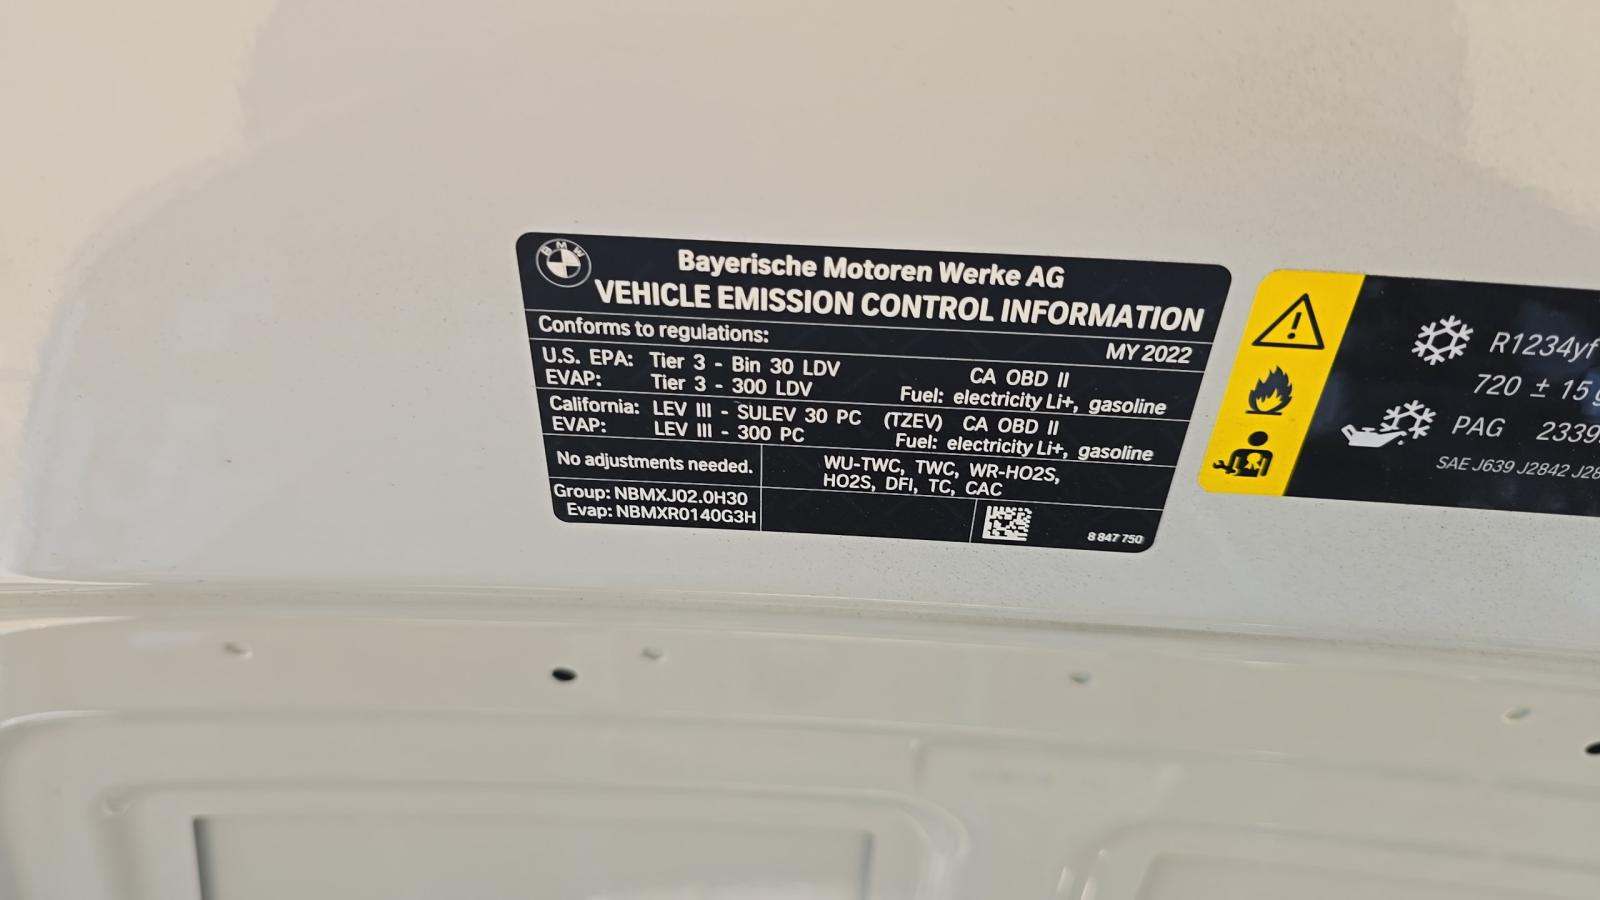 BMW
Bayerische Motoren Werke AG
VEHICLE EMISSION CONTROL INFORMATION
Conforms to regulations:
MY 2022
U.S. EPA: Tier 3 - Bin 30 LDV CA OBD II
EVAP: Tier 3 - 300 LDV Fuel: electricity Li+, gasoline
California: LEV III - SULEV 30 PC (TZEV) CA OBD II
EVAP: LEV III - 300 PC Fuel: electricity Li+, gasoline
No adjustments needed.
WU-TWC, TWC, WR-HO2S,
HO2S, DFI, TC, CAC
Group: NBMXJ02.0H30
Evap: NBMXR0140G3H
8 847 750
R1234yf
720 ± 15
PAG 2339
SAE J639 J2842